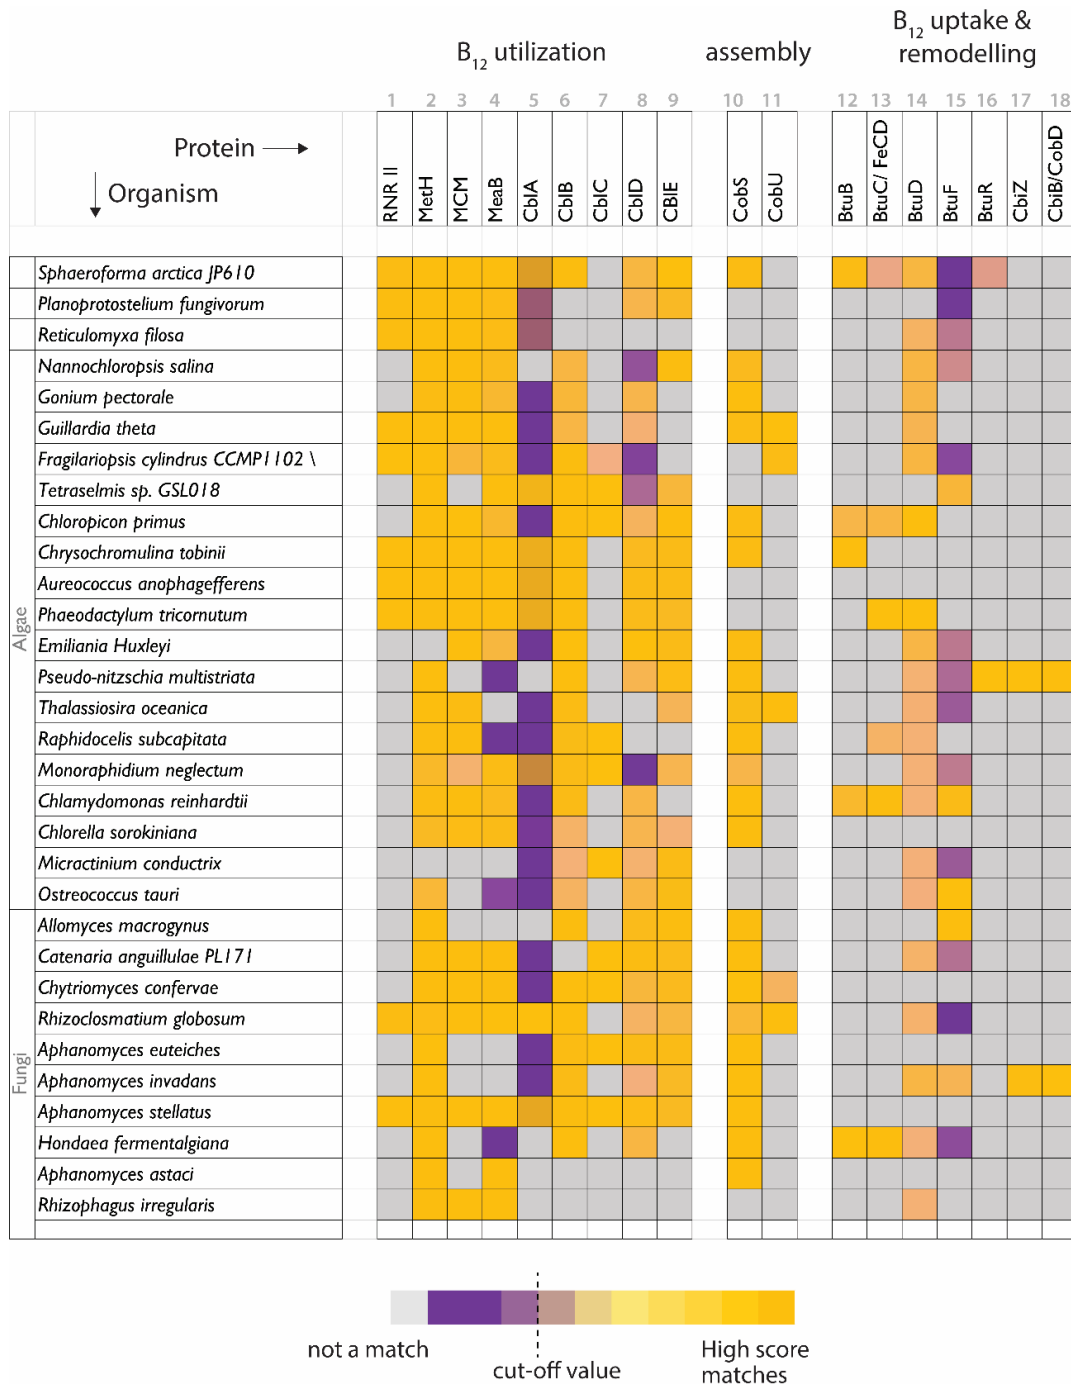 B12 utilization
assembly
B12 uptake &
remodelling
1 2 3 4 5 6 7 8 9 10 11 12 13 14 15 16 17 18
Protein →
↓ Organism
RNR II
MetH
MCM
MeaB
CblA
CblB
CblC
CblD
CBlE
CobS
CobU
BtuB
BtuC/ FeCD
BtuD
BtuF
BtuR
CbiZ
CbiB/CobD
Sphaeroforma arctica JP610
Planoprotostelium fungivorum
Reticulomyxa filosa
Algae
Nannochloropsis salina
Gonium pectorale
Guillardia theta
Fragilariopsis cylindrus CCMP1102 \
Tetraselmis sp. GSL018
Chloropicon primus
Chrysochromulina tobinii
Aureococcus anophagefferens
Phaeodactylum tricornutum
Emiliania Huxleyi
Pseudo-nitzschia multistriata
Thalassiosira oceanica
Raphidocelis subcapitata
Monoraphidium neglectum
Chlamydomonas reinhardtii
Chlorella sorokiniana
Micractinium conductrix
Ostreococcus tauri
Fungi
Allomyces macrogynus
Catenaria anguillulae PL171
Chytriomyces confervae
Rhizoclosmatium globosum
Aphanomyces euteiches
Aphanomyces invadans
Aphanomyces stellatus
Hondaea fermentalgiana
Aphanomyces astaci
Rhizophagus irregularis
not a match
cut-off value
High score
matches